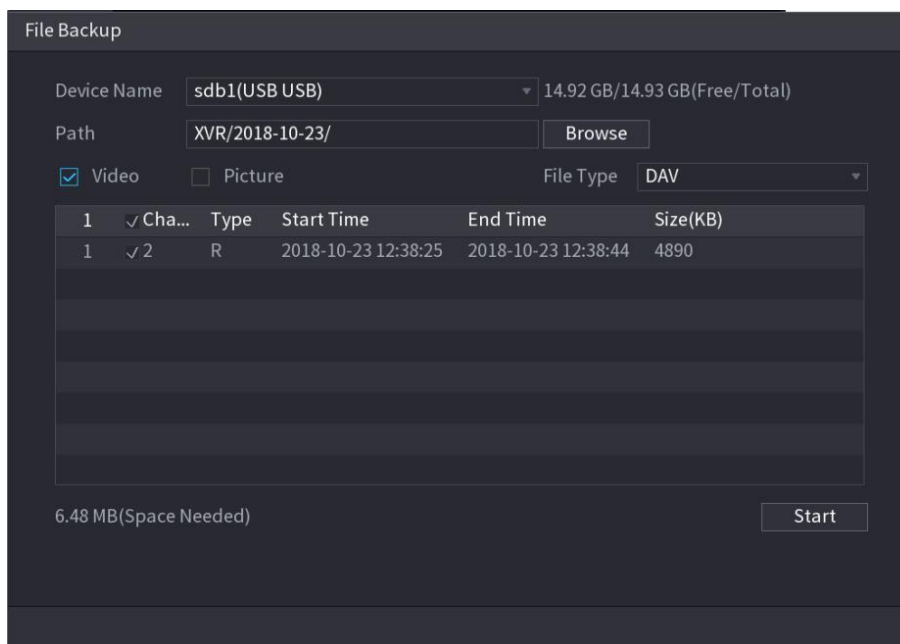 File Backup
Device Name sdb1(USB USB) 14.92 GB/14.93 GB(Free/Total)
Path XVR/2018-10-23/ Browse
Video Picture File Type DAV
1 Cha... Type Start Time End Time Size(KB)
1 2 R 2018-10-23 12:38:25 2018-10-23 12:38:44 4890
6.48 MB(Space Needed) Start